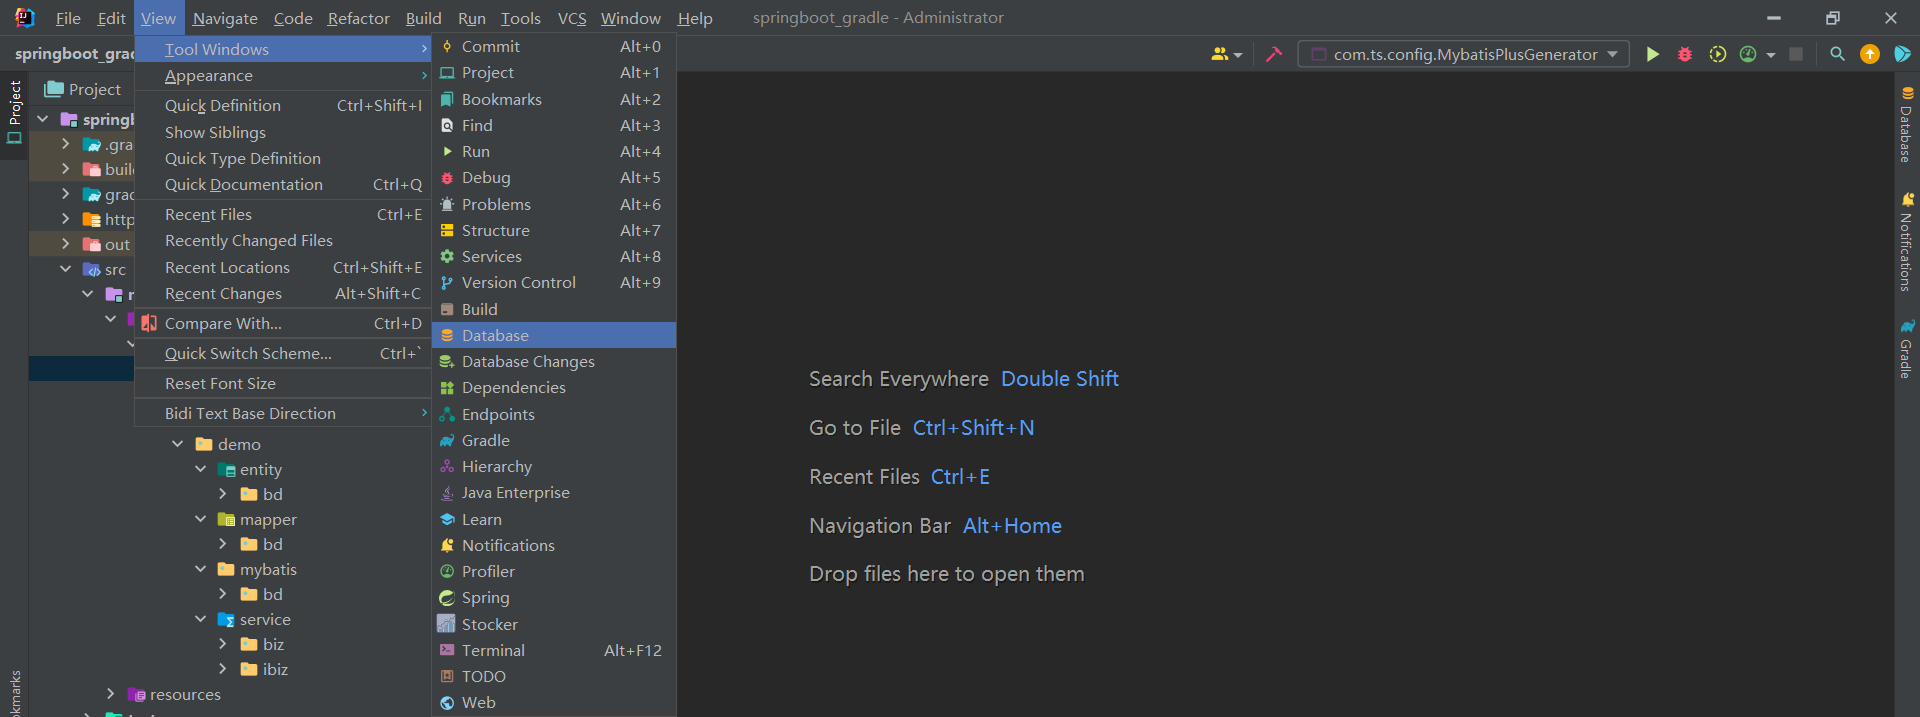 File Edit View Navigate Code Refactor Build Run Tools VCS Window Help springboot_gradle - Administrator
springboot_grad
com.ts.config.MybatisPlusGenerator
Project
Project
springb
.gra
buil
grad
http
out
src
demo
entity
bd
mapper
bd
mybatis
bd
service
biz
ibiz
resources
Tool Windows
Appearance
Quick Definition Ctrl+Shift+I
Show Siblings
Quick Type Definition
Quick Documentation Ctrl+Q
Recent Files Ctrl+E
Recently Changed Files
Recent Locations Ctrl+Shift+E
Recent Changes Alt+Shift+C
Compare With... Ctrl+D
Quick Switch Scheme... Ctrl+`
Reset Font Size
Bidi Text Base Direction
Commit Alt+0
Project Alt+1
Bookmarks Alt+2
Find Alt+3
Run Alt+4
Debug Alt+5
Problems Alt+6
Structure Alt+7
Services Alt+8
Version Control Alt+9
Build
Database
Database Changes
Dependencies
Endpoints
Gradle
Hierarchy
Java Enterprise
Learn
Notifications
Profiler
Spring
Stocker
Terminal Alt+F12
TODO
Web
Search Everywhere Double Shift
Go to File Ctrl+Shift+N
Recent Files Ctrl+E
Navigation Bar Alt+Home
Drop files here to open them
Database
Notifications
Gradle
okmarks